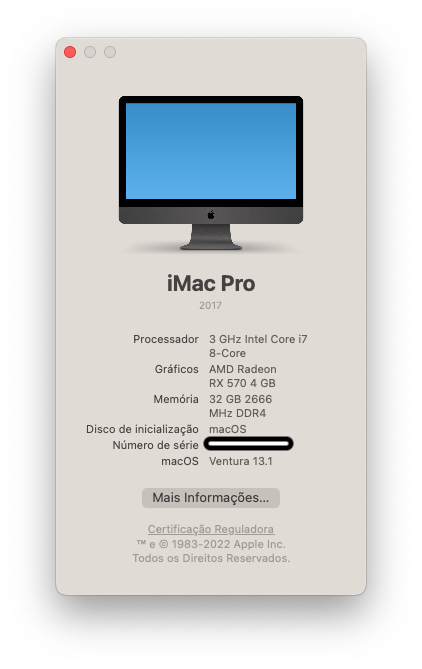 iMac Pro
2017
Processador 3 GHz Intel Core i7
8-Core
Gráficos AMD Radeon
RX 570 4 GB
Memória 32 GB 2666
MHz DDR4
Disco de inicialização macOS
Número de série
macOS Ventura 13.1
Mais Informações...
Certificação Reguladora
™ e © 1983-2022 Apple Inc.
Todos os Direitos Reservados.